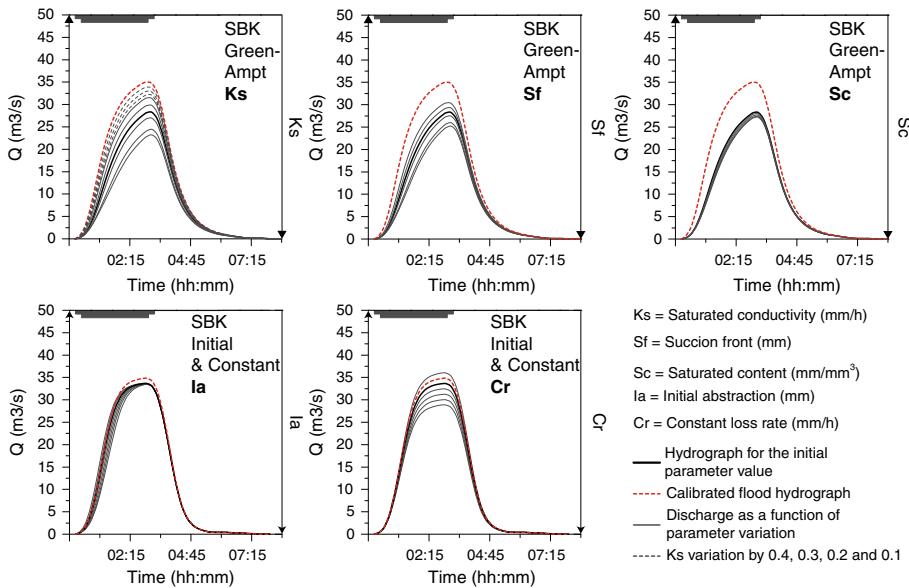 50
45
40
35
30
25
20
15
10
5
0
Q (m3/s)
SBK
Green-
Ampt
Ks
Ks
02:15 04:45 07:15
Time (hh:mm)
50
45
40
35
30
25
20
15
10
5
0
Q (m3/s)
SBK
Green-
Ampt
Sf
Sf
02:15 04:45 07:15
Time (hh:mm)
50
45
40
35
30
25
20
15
10
5
0
Q (m3/s)
SBK
Green-
Ampt
Sc
Sc
02:15 04:45 07:15
Time (hh:mm)
50
45
40
35
30
25
20
15
10
5
0
Q (m3/s)
SBK
Initial
& Constant
Ia
Ia
02:15 04:45 07:15
Time (hh:mm)
50
45
40
35
30
25
20
15
10
5
0
Q (m3/s)
SBK
Initial
& Constant
Cr
Cr
02:15 04:45 07:15
Time (hh:mm)
Ks = Saturated conductivity (mm/h)
Sf = Succion front (mm)
Sc = Saturated content (mm/mm³)
Ia = Initial abstraction (mm)
Cr = Constant loss rate (mm/h)
Hydrograph for the initial
parameter value
Calibrated flood hydrograph
Discharge as a function of
parameter variation
Ks variation by 0.4, 0.3, 0.2 and 0.1